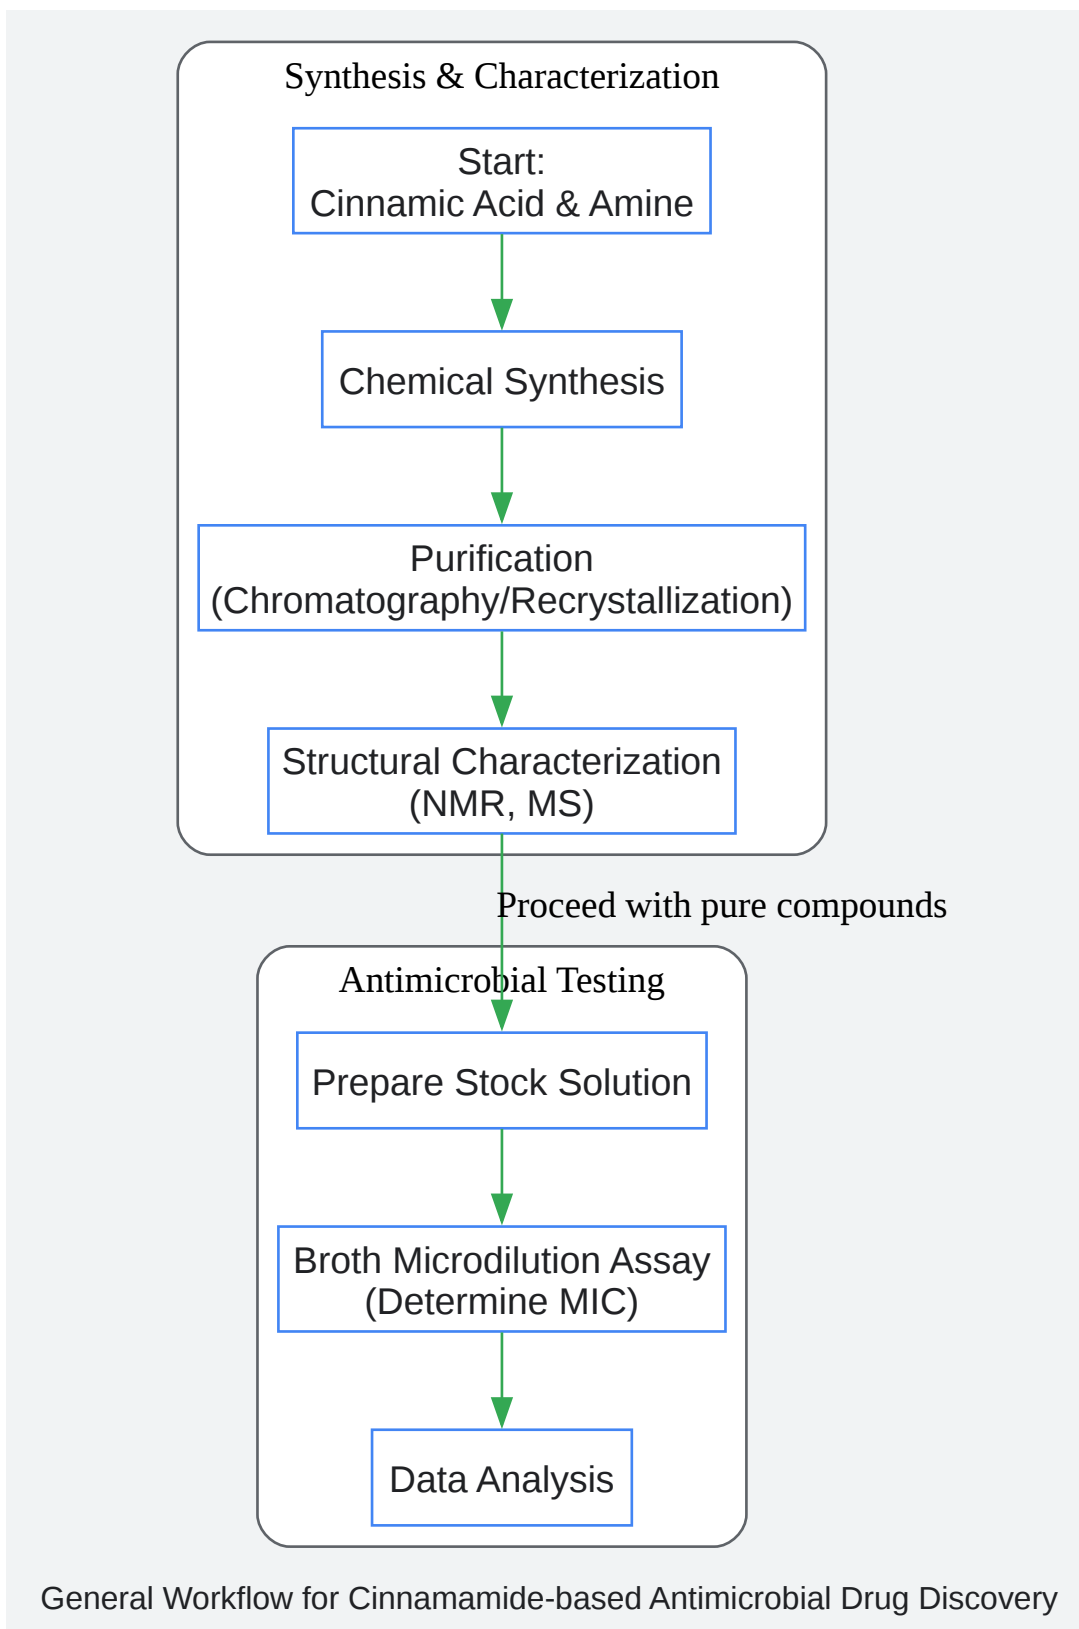 Synthesis & Characterization
Start:
Cinnamic Acid & Amine
Chemical Synthesis
Purification
(Chromatography/Recrystallization)
Structural Characterization
(NMR, MS)
Proceed with pure compounds
Antimicrobial Testing
Prepare Stock Solution
Broth Microdilution Assay
(Determine MIC)
Data Analysis
General Workflow for Cinnamamide-based Antimicrobial Drug Discovery